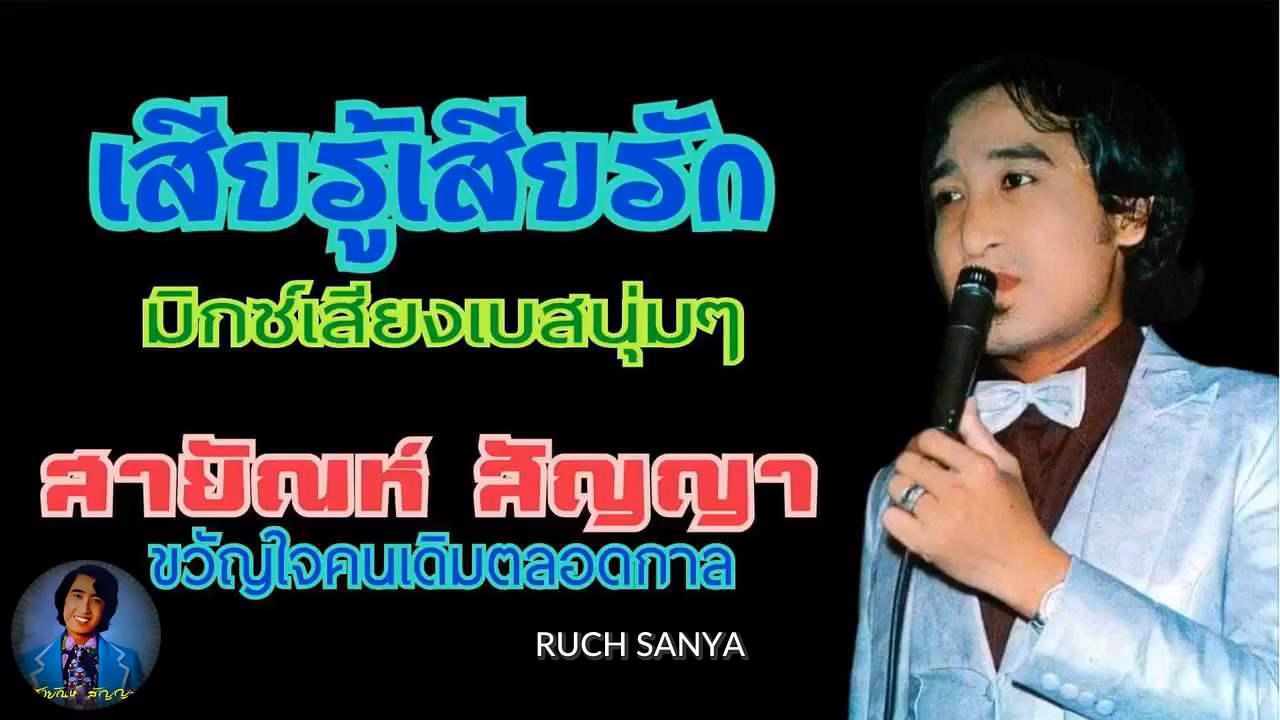 เสียรู้เสียรัก
มิกซ์เสียงเบสนุ่มๆ
สายัณห์ สัญญา
ขวัญใจคนเดิมตลอดกาล
RUCH SANYA